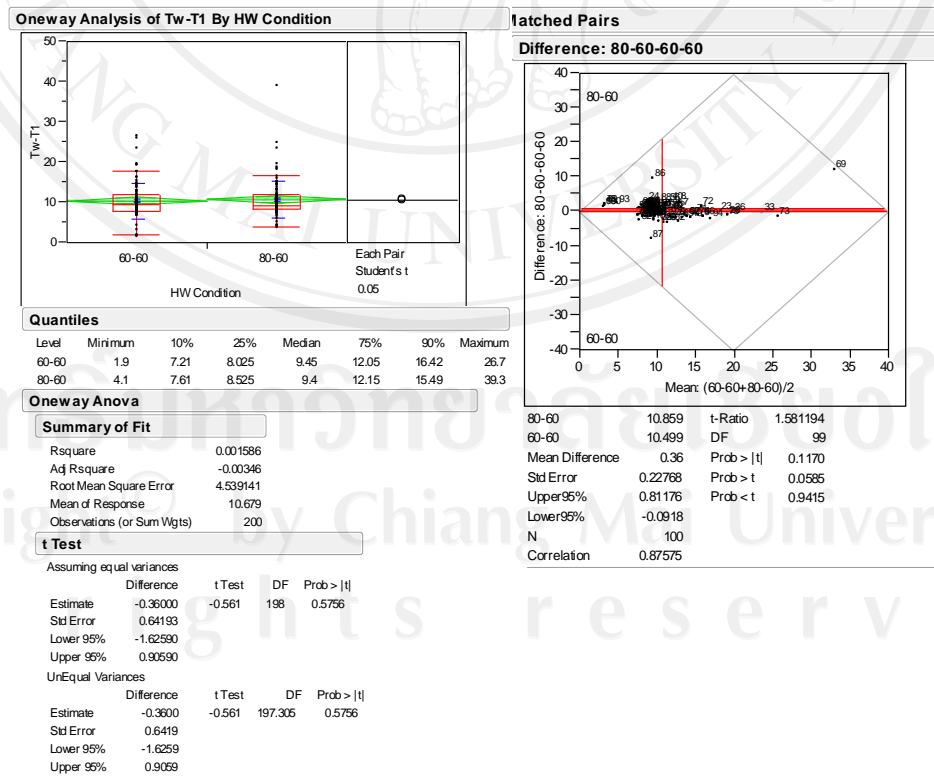 Oneway Analysis of Tw-T1 By HW Condition
50
40
30
20
10
0
Tw-T1
60-60
80-60
Each Pair
Student's t
0.05
HW Condition
Quantiles
Level Minimum 10% 25% Median 75% 90% Maximum
60-60 1.9 7.21 8.025 9.45 12.05 16.42 26.7
80-60 4.1 7.61 8.525 9.4 12.15 15.49 39.3
Oneway Anova
Summary of Fit
Rsquare 0.001586
Adj Rsquare -0.00346
Root Mean Square Error 4.539141
Mean of Response 10.679
Observations (or Sum Wgts) 200
t Test
Assuming equal variances
Difference t Test DF Prob > |t|
Estimate -0.36000 -0.561 198 0.5756
Std Error 0.64193
Lower 95% -1.62590
Upper 95% 0.90590
UnEqual Variances
Difference t Test DF Prob > |t|
Estimate -0.3600 -0.561 197.305 0.5756
Std Error 0.6419
Lower 95% -1.6259
Upper 95% 0.9059
Matched Pairs
Difference: 80-60-60-60
40
30
20
10
0
-10
-20
-30
-40
Difference: 80-60-60-60
80-60
60-60
69
86
93
24
72
23
33
73
87
0 5 10 15 20 25 30 35 40
Mean: (60-60+80-60)/2
80-60 10.859 t-Ratio 1.581194
60-60 10.499 DF 99
Mean Difference 0.36 Prob > |t| 0.1170
Std Error 0.22768 Prob > t 0.0585
Upper95% 0.81176 Prob < t 0.9415
Lower95% -0.0918
N 100
Correlation 0.87575
ANG MAI UNIVERSITY
by Chiang Mai Univer
rights reserv